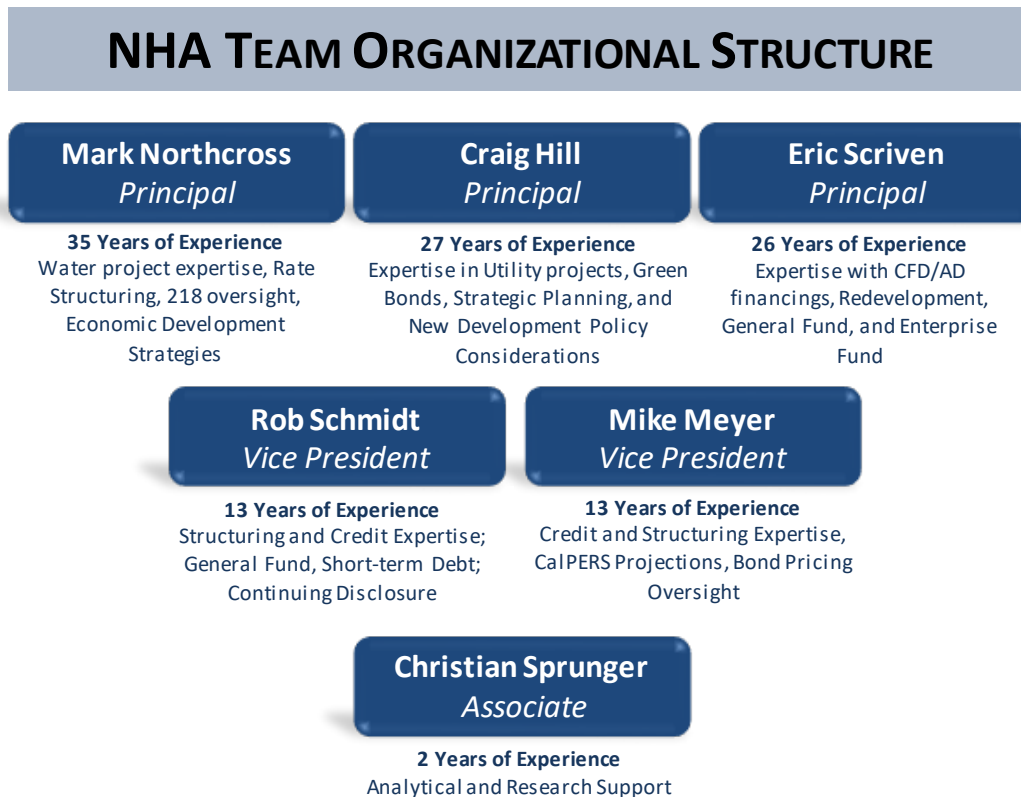 NHA TEAM ORGANIZATIONAL STRUCTURE
Mark Northcross
Principal
35 Years of Experience
Water project expertise, Rate
Structuring, 218 oversight,
Economic Development
Strategies
Craig Hill
Principal
27 Years of Experience
Expertise in Utility projects, Green
Bonds, Strategic Planning, and
New Development Policy
Considerations
Eric Scriven
Principal
26 Years of Experience
Expertise with CFD/AD
financings, Redevelopment,
General Fund, and Enterprise
Fund
Rob Schmidt
Vice President
13 Years of Experience
Structuring and Credit Expertise;
General Fund, Short-term Debt;
Continuing Disclosure
Mike Meyer
Vice President
13 Years of Experience
Credit and Structuring Expertise,
CalPERS Projections, Bond Pricing
Oversight
Christian Sprunger
Associate
2 Years of Experience
Analytical and Research Support